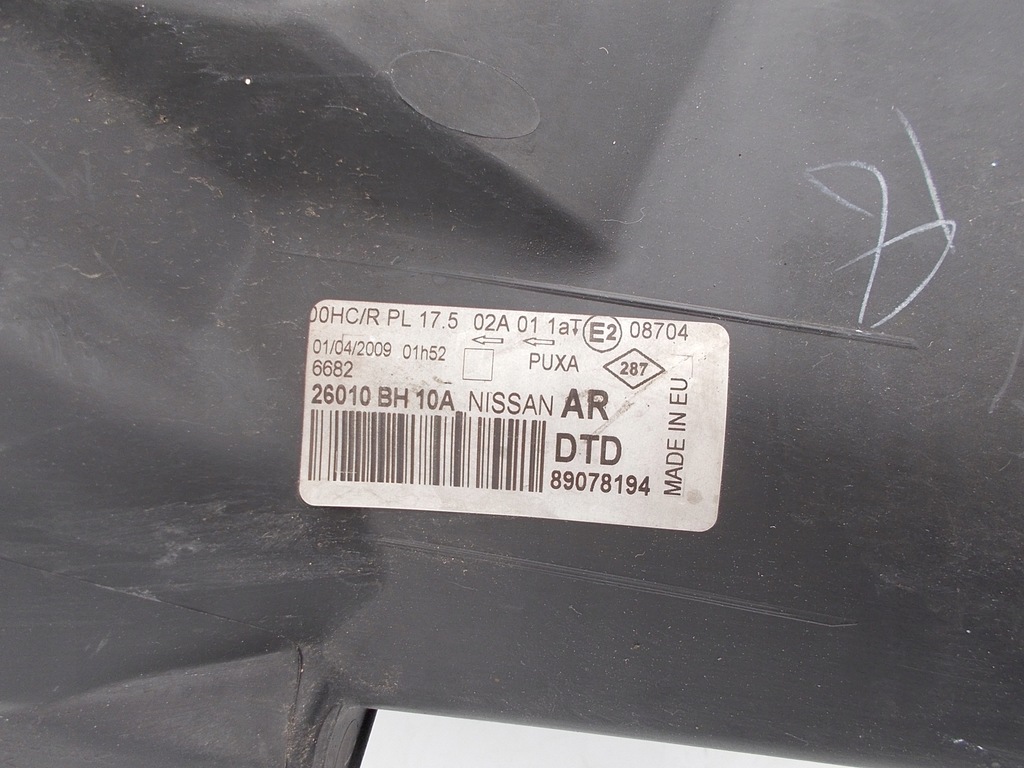 00HC/R PL 17.5 02A 01 1aT E2 08704
01/04/2009 01h52 PUXA 287
6682
26010 BH 10A NISSAN AR
DTD
89078194
MADE IN EU